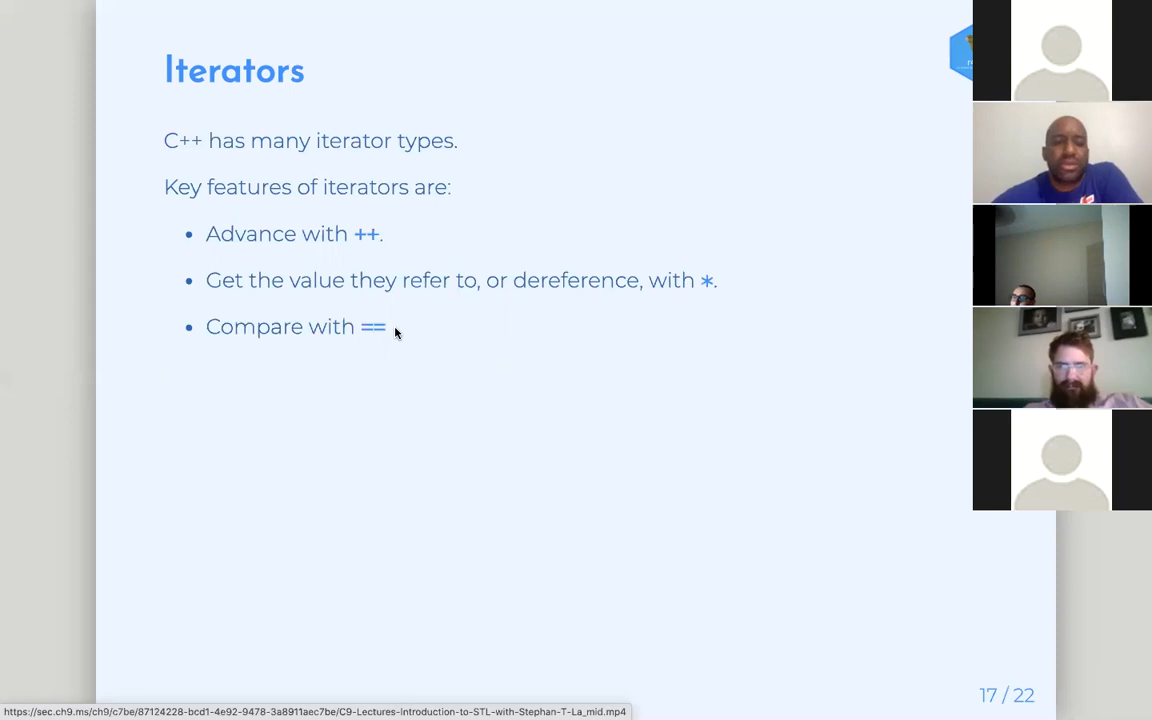 Iterators
C++ has many iterator types.
Key features of iterators are:
• Advance with ++.
• Get the value they refer to, or dereference, with *.
• Compare with ==
17 / 22
https://sec.ch9.ms/ch9/c7be/87124228-bcd1-4e92-9478-3a8911aec7be/C9-Lectures-Introduction-to-STL-with-Stephan-T-La_mid.mp4